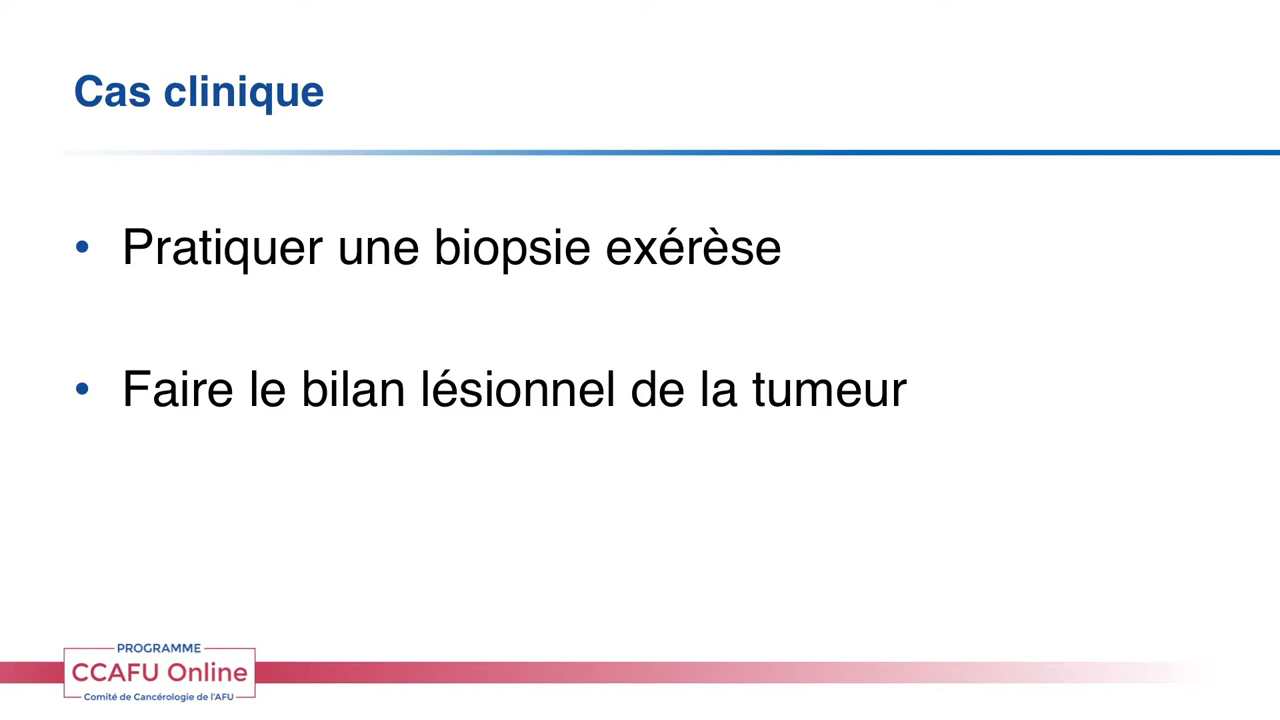 Cas clinique
• Pratiquer une biopsie exérèse
• Faire le bilan lésionnel de la tumeur
PROGRAMME
CCAFU Online
Comité de Cancérologie de l'AFU